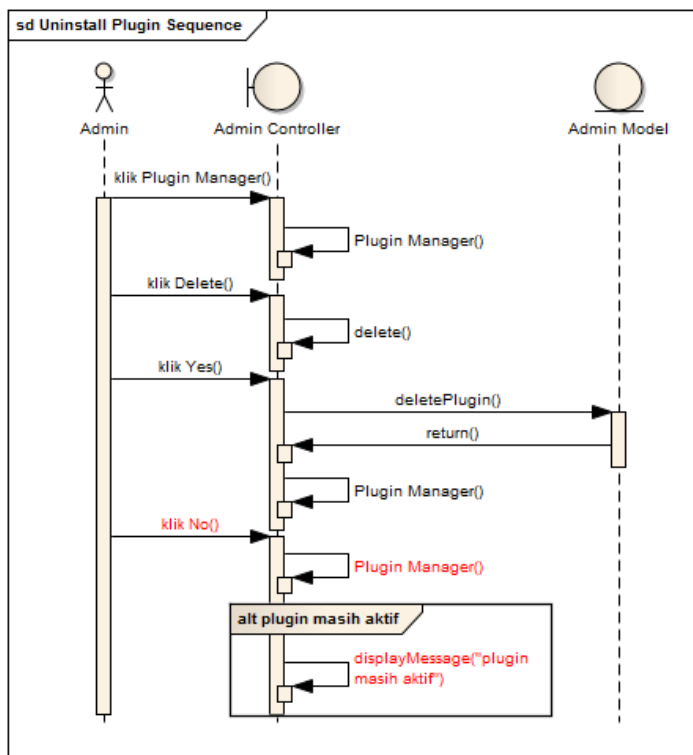 sd Uninstall Plugin Sequence
Admin
Admin Controller
Admin Model
klik Plugin Manager()
Plugin Manager()
klik Delete()
delete()
klik Yes()
deletePlugin()
return()
Plugin Manager()
klik No()
Plugin Manager()
alt plugin masih aktif
displayMessage("plugin
masih aktif")